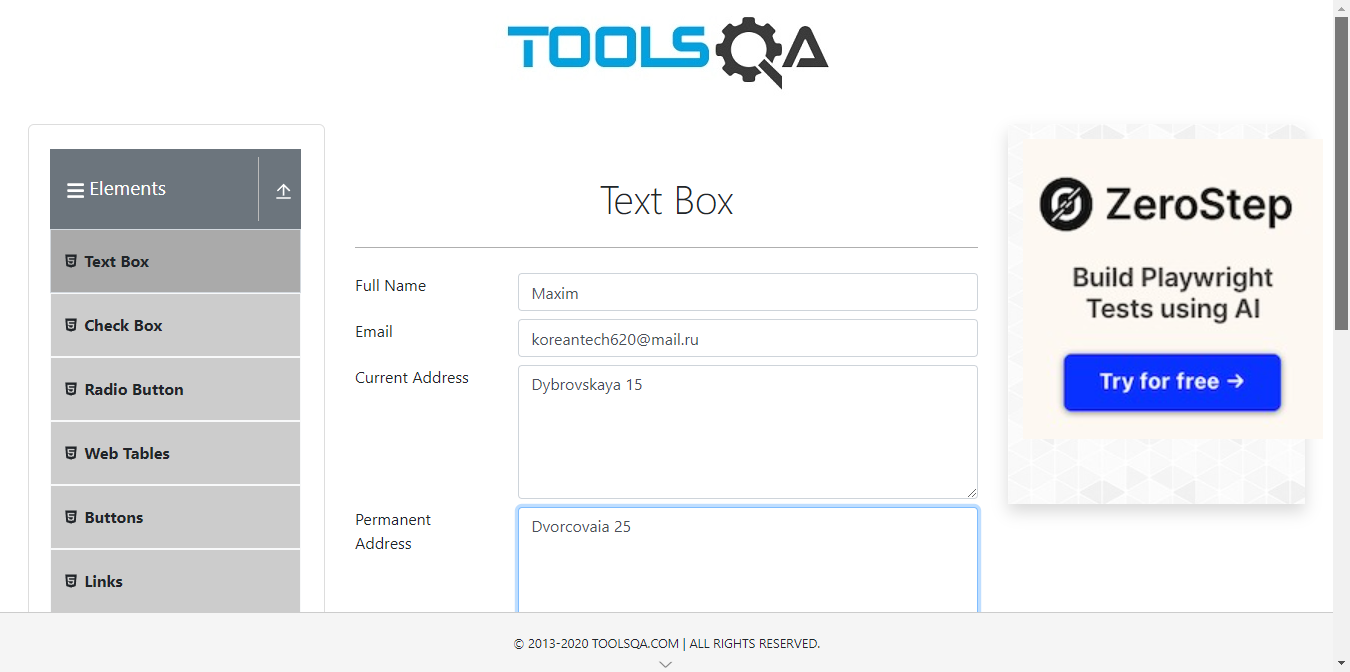 TOOLSQA
Elements
Text Box
Check Box
Radio Button
Web Tables
Buttons
Links
Text Box
Full Name
Maxim
Email
koreantech620@mail.ru
Current Address
Dybrovskaya 15
Permanent
Address
Dvorcovaia 25
ZeroStep
Build Playwright
Tests using AI
Try for free →
© 2013-2020 TOOLSQA.COM | ALL RIGHTS RESERVED.